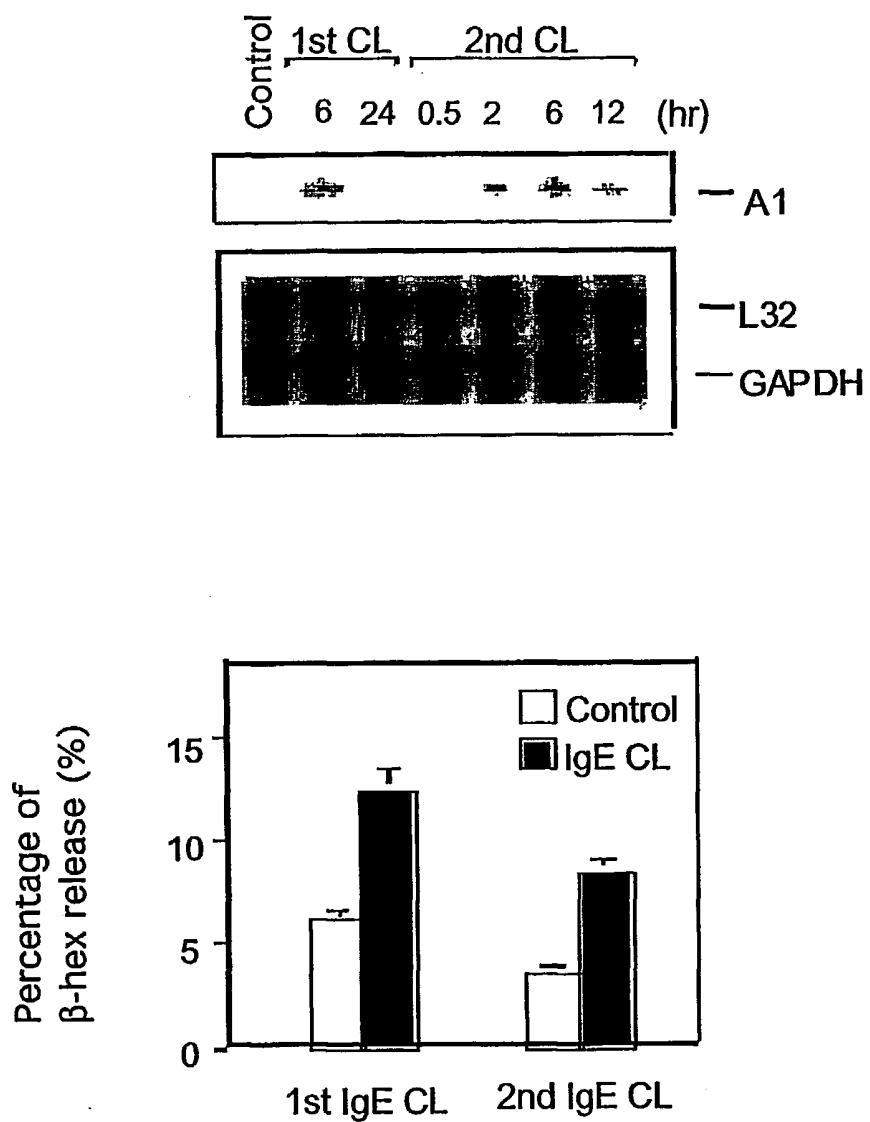 Control
1st CL
2nd CL
6 24 0.5 2 6 12 (hr)
A1
L32
GAPDH
Percentage of
β-hex release (%)
15
10
5
0
Control
IgE CL
1st IgE CL
2nd IgE CL